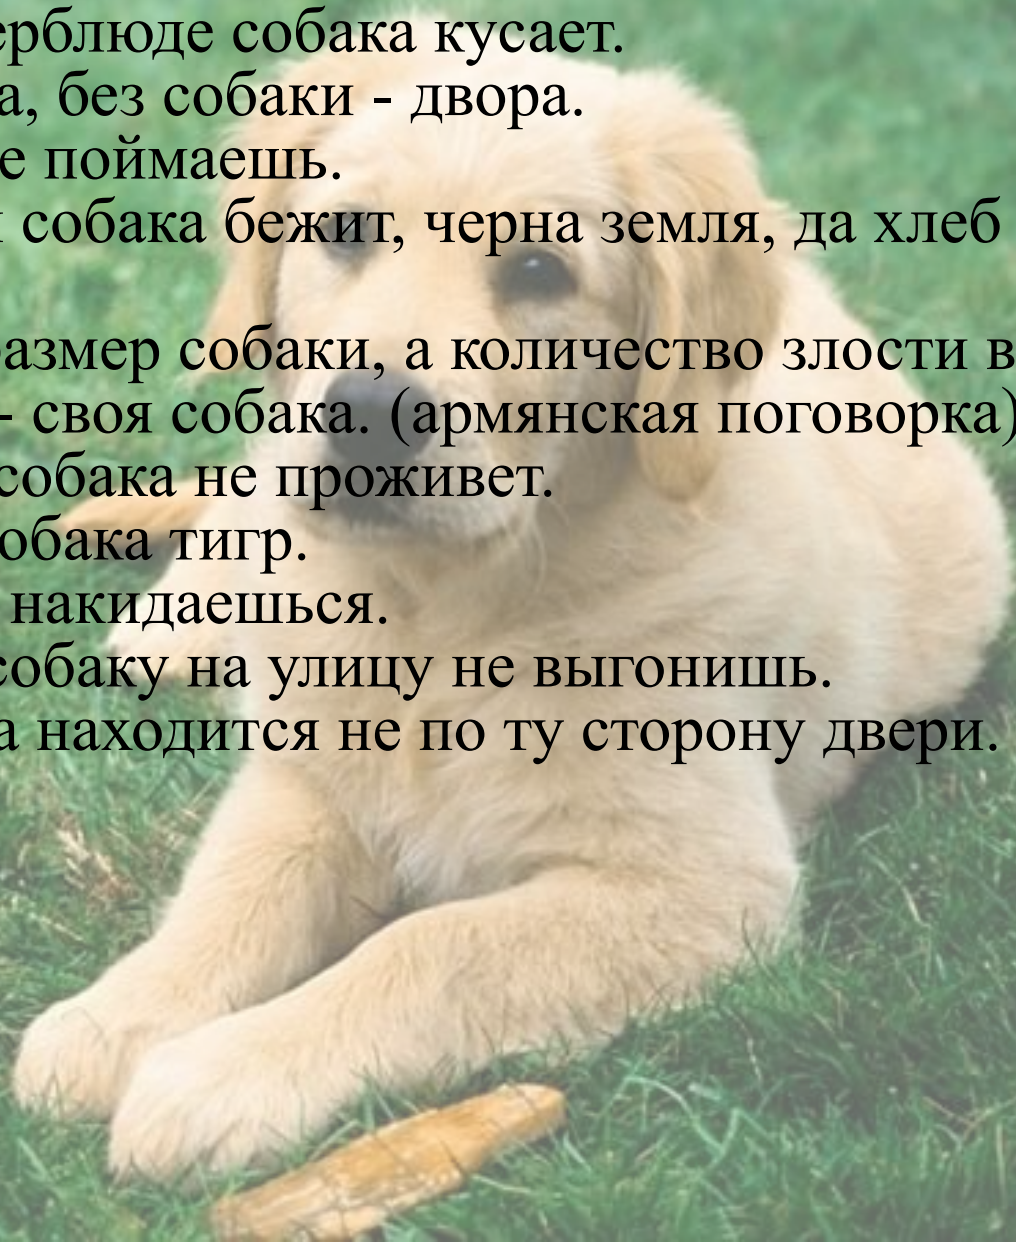 ерблюде собака кусает.
а, без собаки - двора.
е поймаешь.
собака бежит, черна земля, да хлеб
размер собаки, а количество злости в
- своя собака. (армянская поговорка)
собака не проживет.
обака тигр.
накидаешься.
собаку на улицу не выгонишь.
а находится не по ту сторону двери.